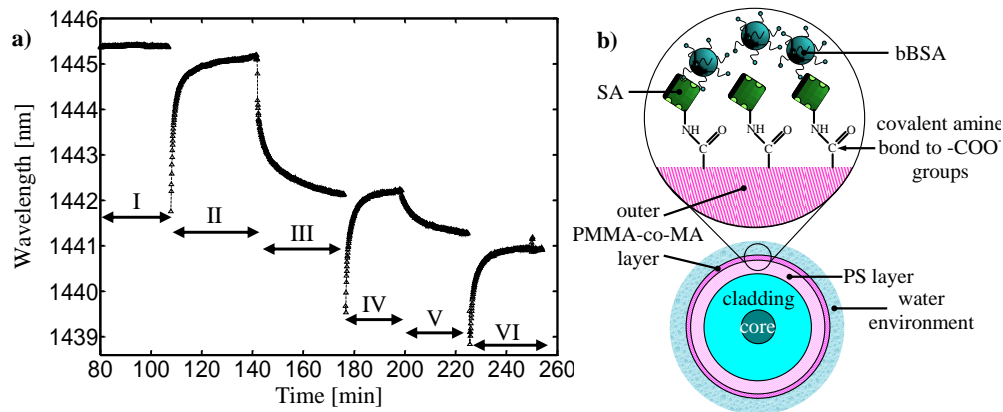 a)
Wavelength [nm]
1446
1445
1444
1443
1442
1441
1440
1439
I
II
III
IV
V
VI
80 100 120 140 160 180 200 220 240 260
Time [min]
b)
bBSA
SA
NH C O
NH C O
NH C O
covalent amine
bond to -COO⁻
groups
outer
PMMA-co-MA
layer
PS layer
cladding
core
water
environment